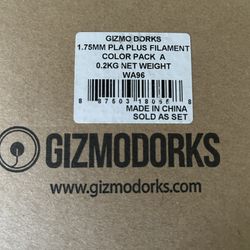 GIZMO DORKS
1.75MM PLA PLUS FILAMENT
COLOR PACK A
0.2KG NET WEIGHT
WA96
MADE IN CHINA
SOLD AS SET
GIZMODORKS
www.gizmodorks.com